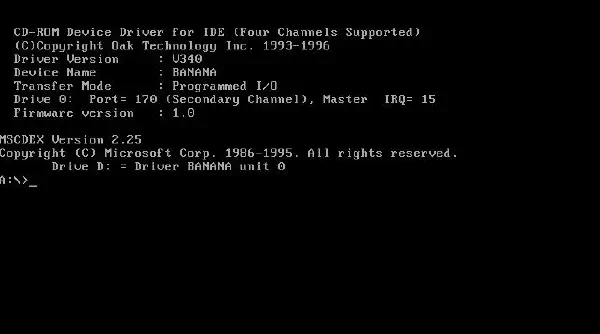 CD-ROM Device Driver for IDE (Four Channels Supported)
(C)Copyright Oak Technology Inc. 1993-1996
Driver Version      : V340
Device Name         : BANANA
Transfer Mode       : Programmed I/O
Drive 0:  Port= 170 (Secondary Channel), Master  IRQ= 15
Firmware version    : 1.0
MSCDEX Version 2.25
Copyright (C) Microsoft Corp. 1986-1995. All rights reserved.
Drive D: = Driver BANANA unit 0
A:\>_